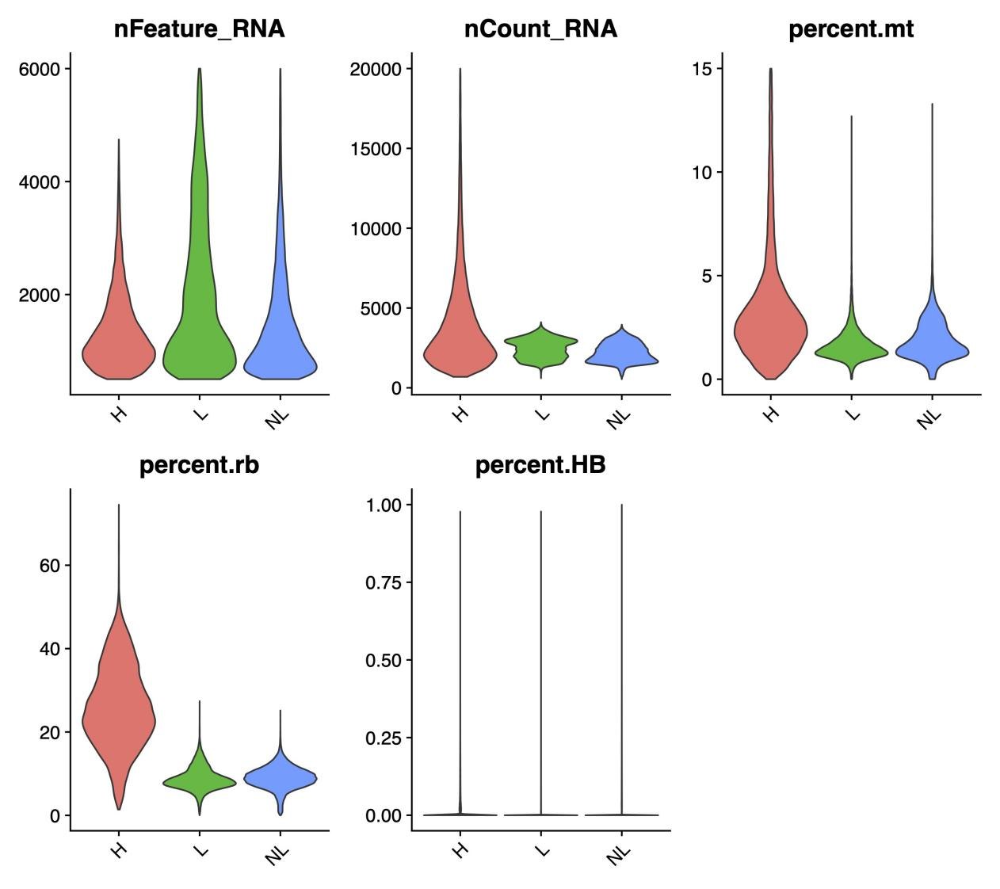 nFeature_RNA
6000
4000
2000
H
L
NL
nCount_RNA
20000
15000
10000
5000
0
H
L
NL
percent.mt
15
10
5
0
H
L
NL
percent.rb
60
40
20
0
H
L
NL
percent.HB
1.00
0.75
0.50
0.25
0.00
H
L
NL